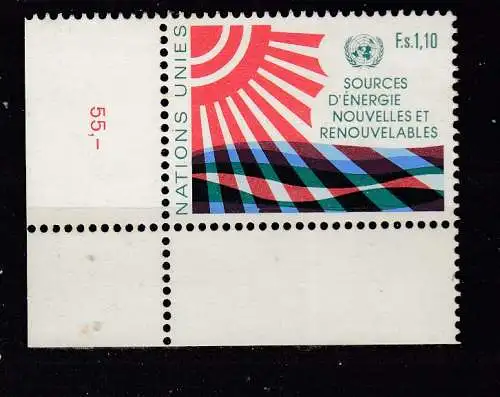 F.s.1,10
SOURCES
D'ÉNERGIE
NOUVELLES ET
RENOUVELABLES
NATIONS UNIES
55,–